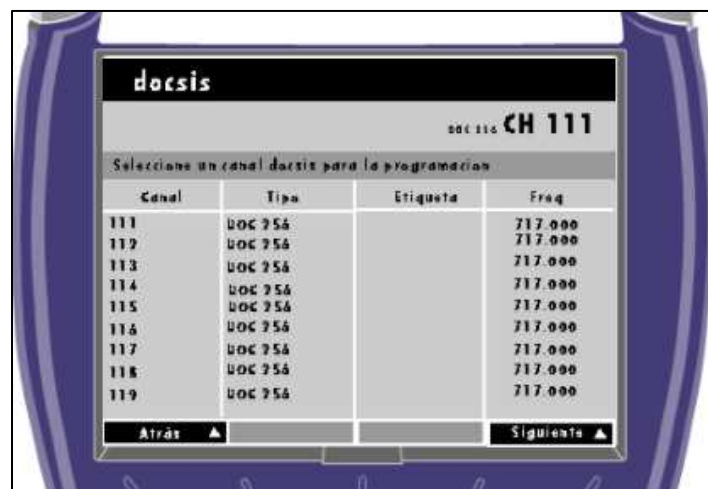 docsis
DOC 256 CH 111
Seleccione un canal docsis para la programacion
Canal Tipo Etiqueta Freq
111 DOC 256 717.000
112 DOC 256 717.000
113 DOC 256 717.000
114 DOC 256 717.000
115 DOC 256 717.000
116 DOC 256 717.000
117 DOC 256 717.000
118 DOC 256 717.000
119 DOC 256 717.000
Atràs Siguiente